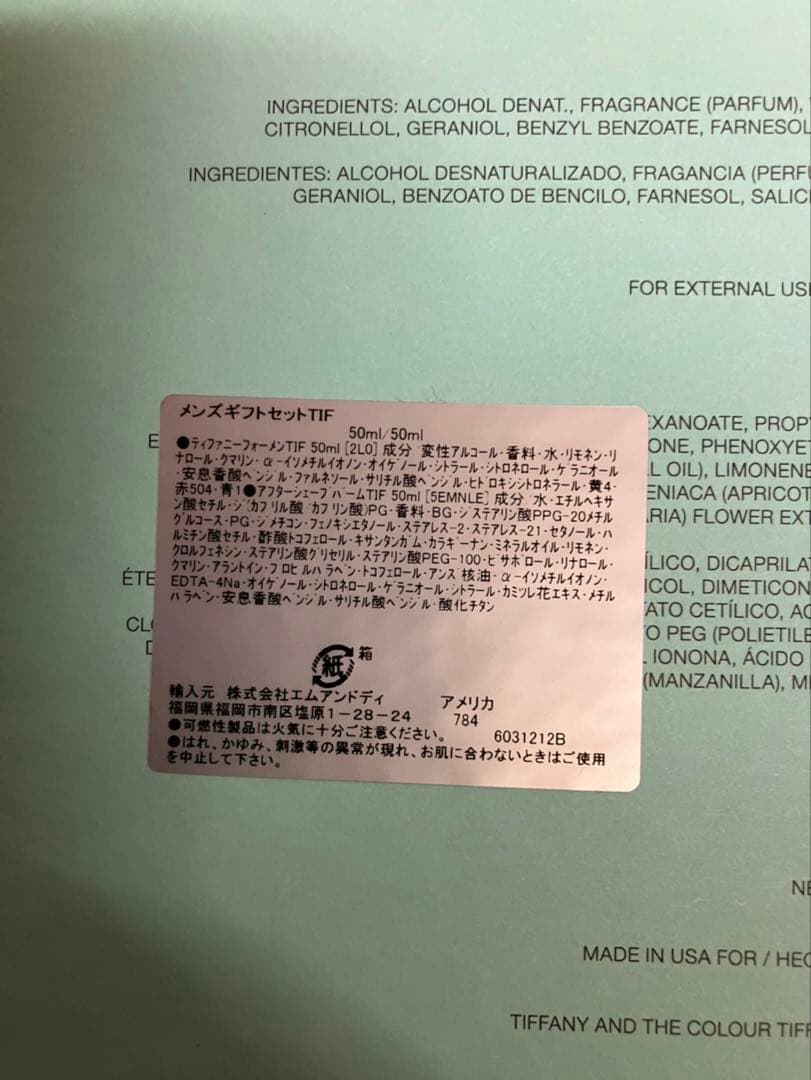 INGREDIENTS: ALCOHOL DENAT., FRAGRANCE (PARFUM),
CITRONELLOL, GERANIOL, BENZYL BENZOATE, FARNESOL
INGREDIENTES: ALCOHOL DESNATURALIZADO, FRAGANCIA (PERFU
GERANIOL, BENZOATO DE BENCILO, FARNESOL, SALICI
FOR EXTERNAL USE
メンズギフトセットTIF
50ml/50ml
●ティファニーフォーメンTIF 50ml [2L0] 成分 変性アルコール・香料・水・リモネン・リ
ナロール・クマリン・α-イソメチルイオノン・オイゲノール・シトラール・シトロネロール・ゲラニオール
・安息香酸ベンジル・ファルネソール・サリチル酸ベンジル・ヒドロキシシトロネラール・黄4・
赤504・青1●アフターシェーブバームTIF 50ml [5EMNLE] 成分 水・エチルヘキサ
ン酸セチル・ジ(カプリル酸/カプリン酸)PG・香料・BG・ジステアリン酸PPG-20メチル
グルコース・PG・ジメチコン・フェノキシエタノール・ステアレス-2・ステアレス-21・セタノール・パ
ルミチン酸セチル・酢酸トコフェロール・キサンタンガム・カラギーナン・ミネラルオイル・リモネン・
クロルフェネシン・ステアリン酸グリセリル・ステアリン酸PEG-100・ビサボロール・リナロール・
クマリン・アラントイン・プロピルパラベン・トコフェロール・アンズ核油・α-イソメチルイオノン・
EDTA-4Na・オイゲノール・シトロネロール・ゲラニオール・シトラール・カミツレ花エキス・メチル
パラベン・安息香酸ベンジル・サリチル酸ベンジル・酸化チタン
紙 箱
輸入元 株式会社エムアンドディ アメリカ
福岡県福岡市南区塩原1-28-24 784
●可燃性製品は火気に十分ご注意ください。 6031212B
●はれ、かゆみ、刺激等の異常が現れ、お肌に合わないときはご使用
を中止して下さい。
EXANOATE, PROP
ONE, PHENOXYET
L OIL), LIMONENE
ENIACA (APRICOT
ARIA) FLOWER EXT
ÍLICO, DICAPRILAT
ÉTE
ICOL, DIMETICON
TATO CETÍLICO, AC
CLO
O PEG (POLIETILE
L IONONA, ÁCIDO
(MANZANILLA), M
NE
MADE IN USA FOR / HEC
TIFFANY AND THE COLOUR TIFF